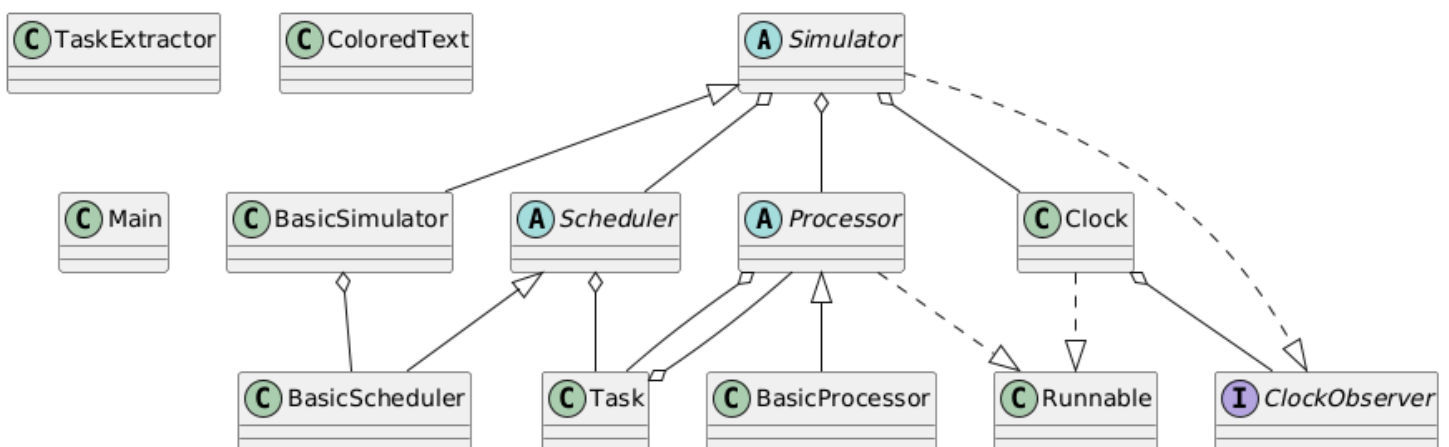 C TaskExtractor
C ColoredText
A Simulator
C Main
C BasicSimulator
A Scheduler
A Processor
C Clock
C BasicScheduler
C Task
C BasicProcessor
C Runnable
I ClockObserver